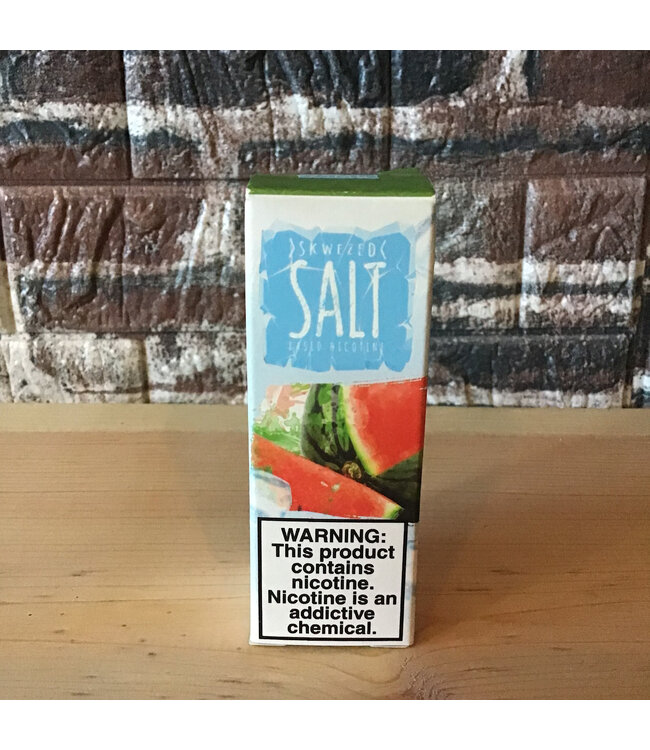 SKWEZED
SALT
BASED NICOTINE
WARNING:
This product
contains
nicotine.
Nicotine is an
addictive
chemical.